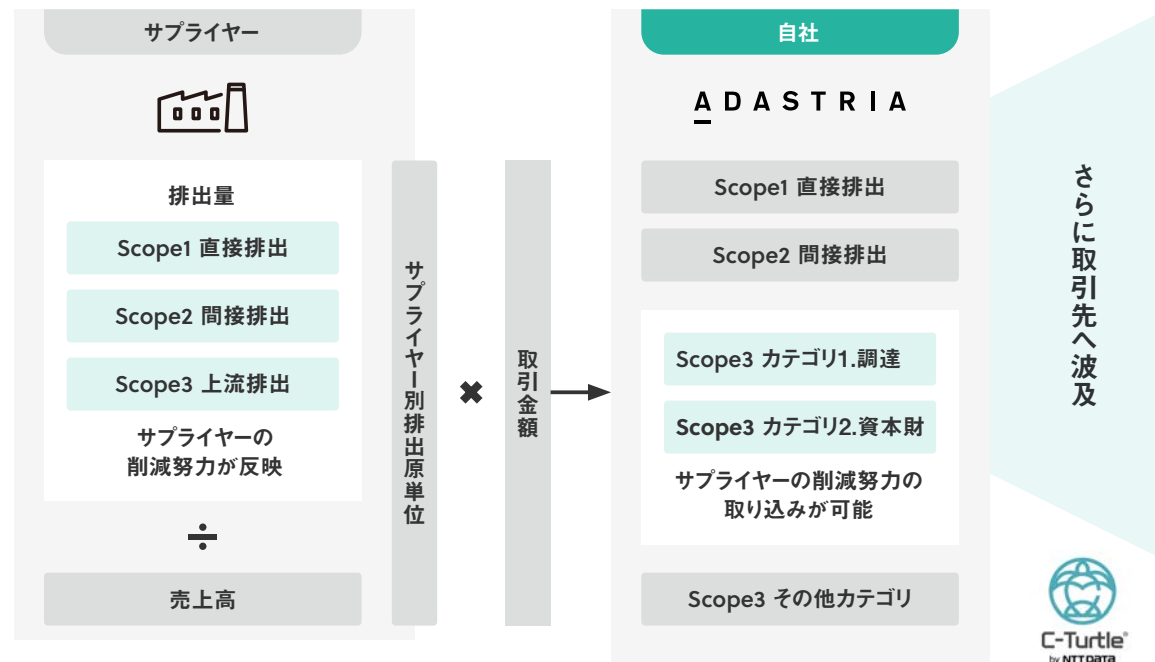 サプライヤー
排出量
Scope1 直接排出
Scope2 間接排出
Scope3 上流排出
サプライヤーの
削減努力が反映
÷
売上高
サプライヤー別排出原単位
×
取引金額
自社
ADASTRIA
Scope1 直接排出
Scope2 間接排出
Scope3 カテゴリ1.調達
Scope3 カテゴリ2.資本財
サプライヤーの削減努力の
取り込みが可能
Scope3 その他カテゴリ
さらに取引先へ波及
C-Turtle®
by NTT DATA